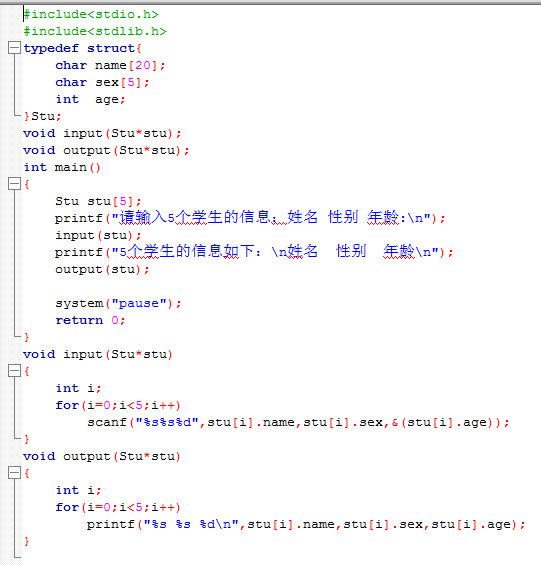 #include<stdio.h>
#include<stdlib.h>
typedef struct{
    char name[20];
    char sex[5];
    int  age;
}Stu;
void input(Stu*stu);
void output(Stu*stu);
int main()
{
    Stu stu[5];
    printf("请输入5个学生的信息：姓名 性别 年龄:\n");
    input(stu);
    printf("5个学生的信息如下：\n姓名  性别  年龄\n");
    output(stu);

    system("pause");
    return 0;
}
void input(Stu*stu)
{
    int i;
    for(i=0;i<5;i++)
        scanf("%s%s%d",stu[i].name,stu[i].sex,&(stu[i].age));
}
void output(Stu*stu)
{
    int i;
    for(i=0;i<5;i++)
        printf("%s %s %d\n",stu[i].name,stu[i].sex,stu[i].age);
}